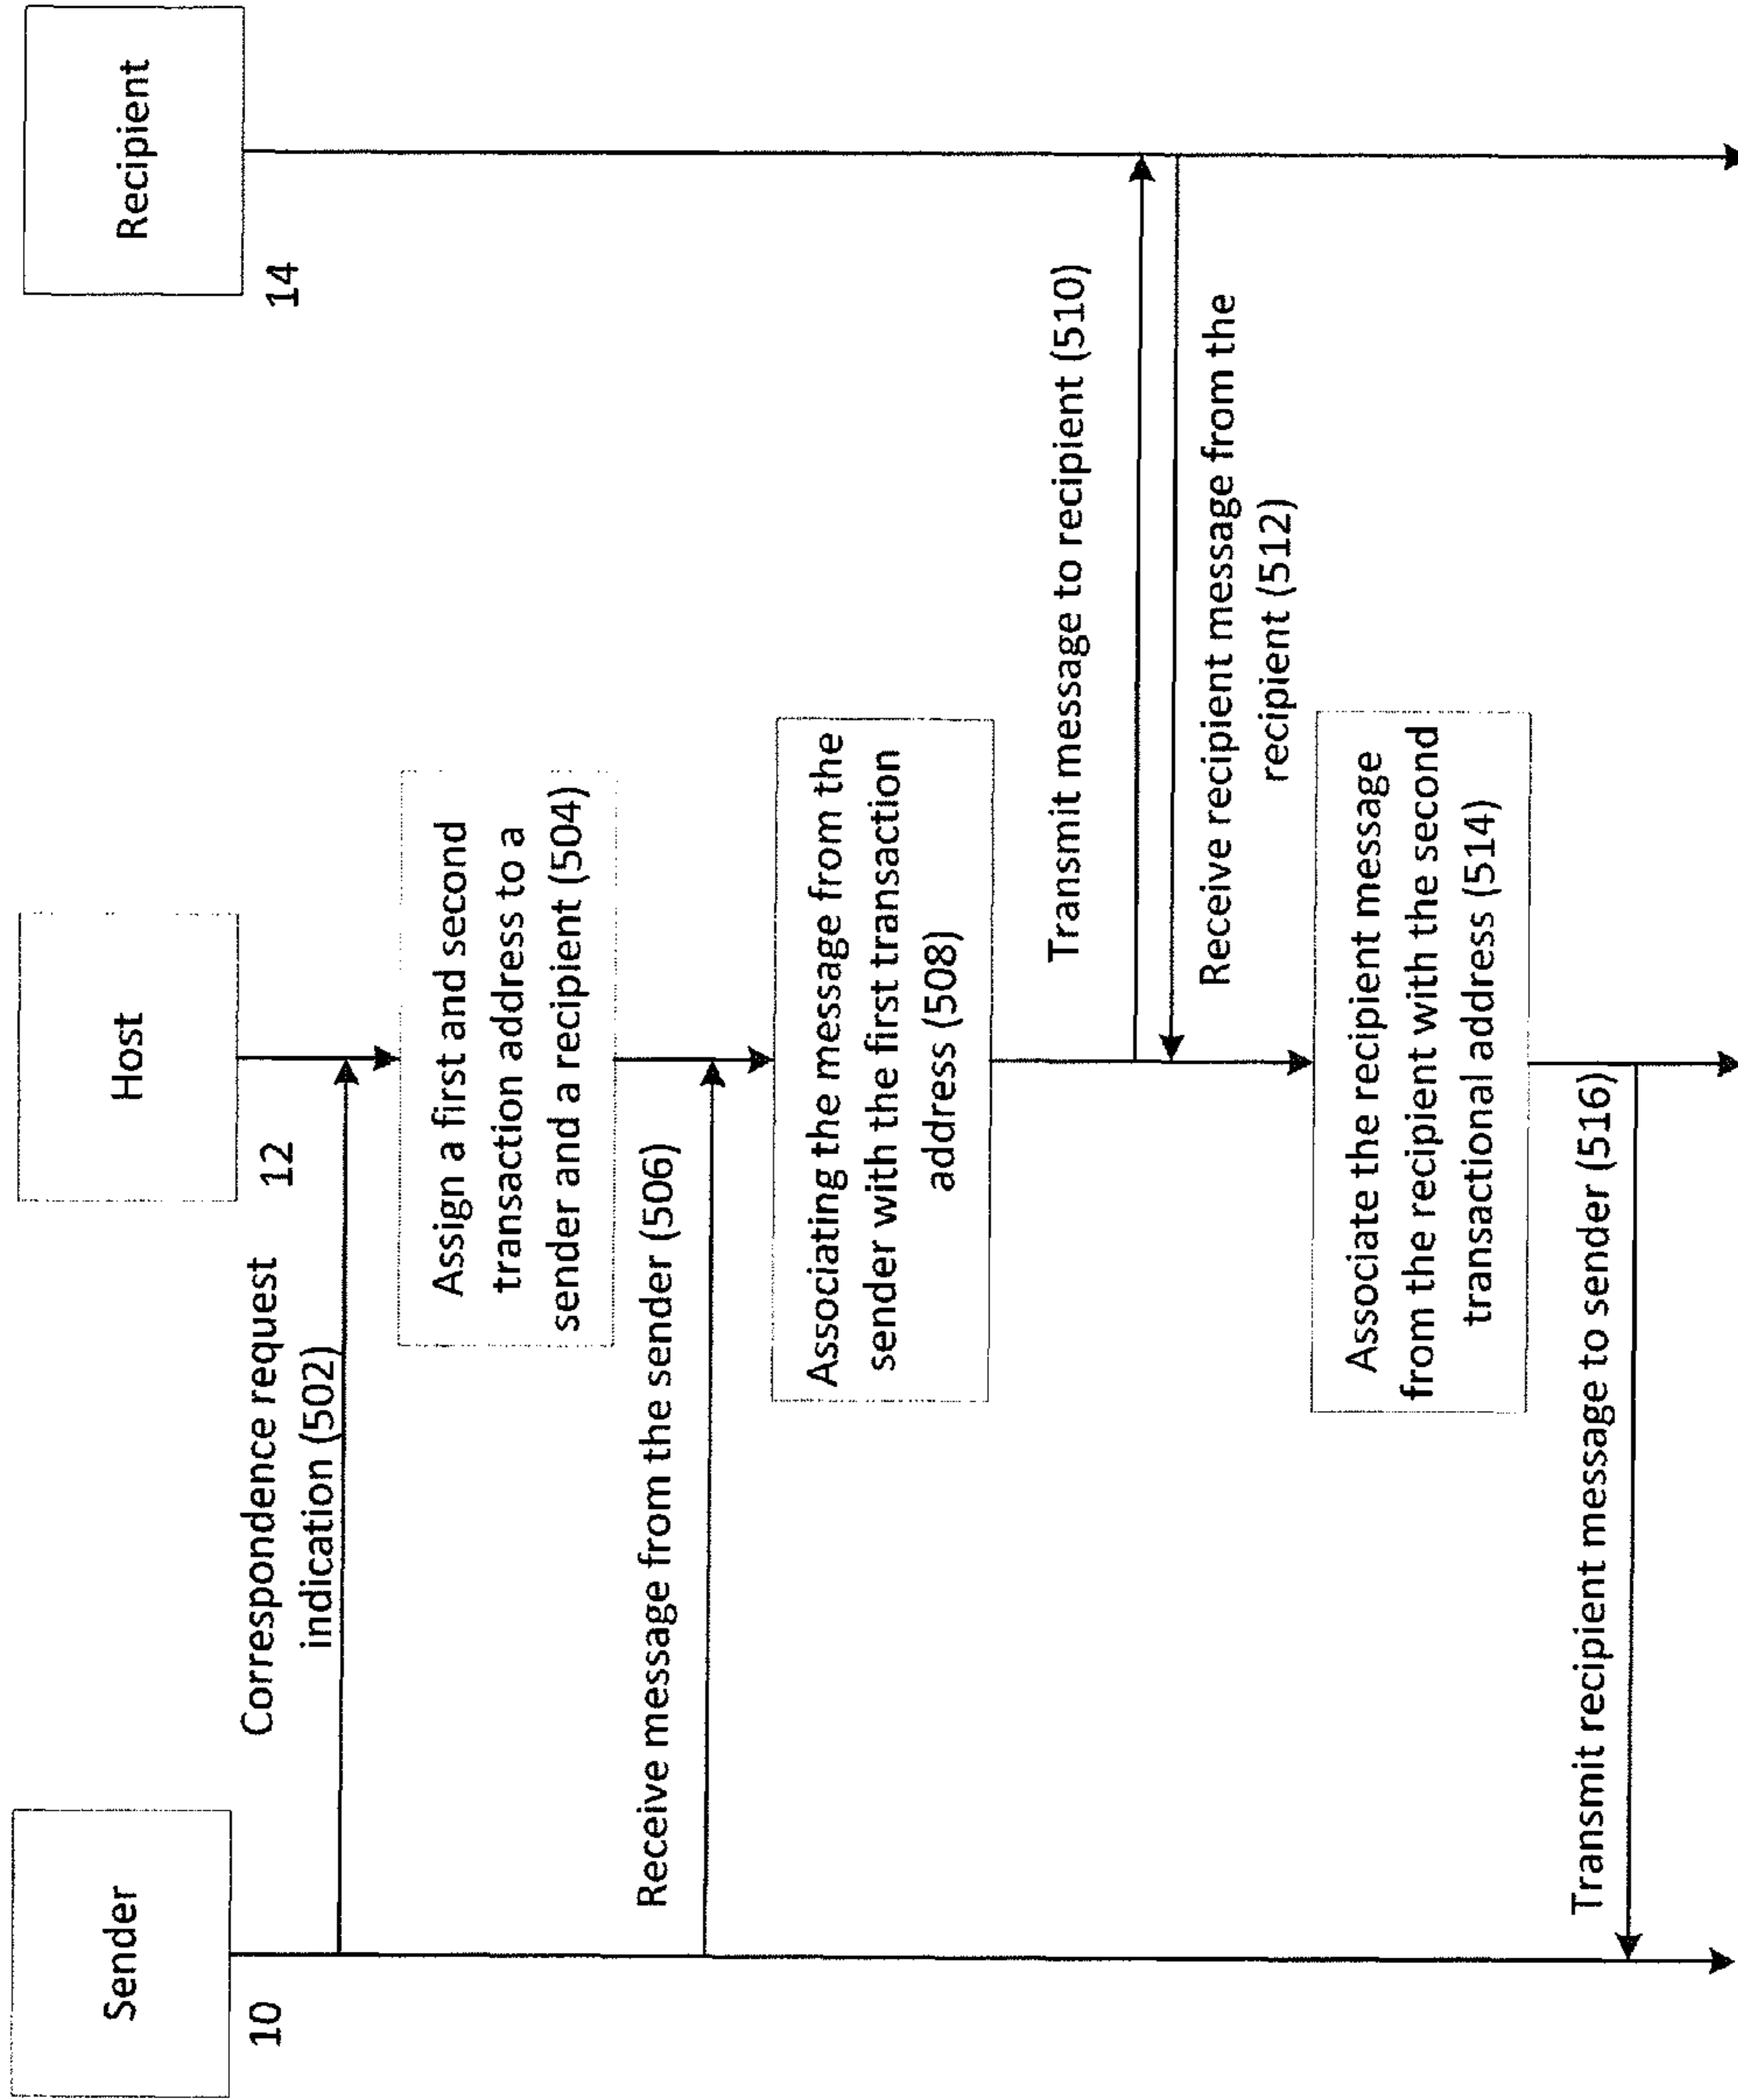 Sender
10
Host
12
Recipient
14
Correspondence request
indication (502)
Assign a first and second
transaction address to a
sender and a recipient (504)
Receive message from the sender (506)
Associating the message from the
sender with the first transaction
address (508)
Transmit message to recipient (510)
Receive recipient message from the
recipient (512)
Associate the recipient message
from the recipient with the second
transactional address (514)
Transmit recipient message to sender (516)